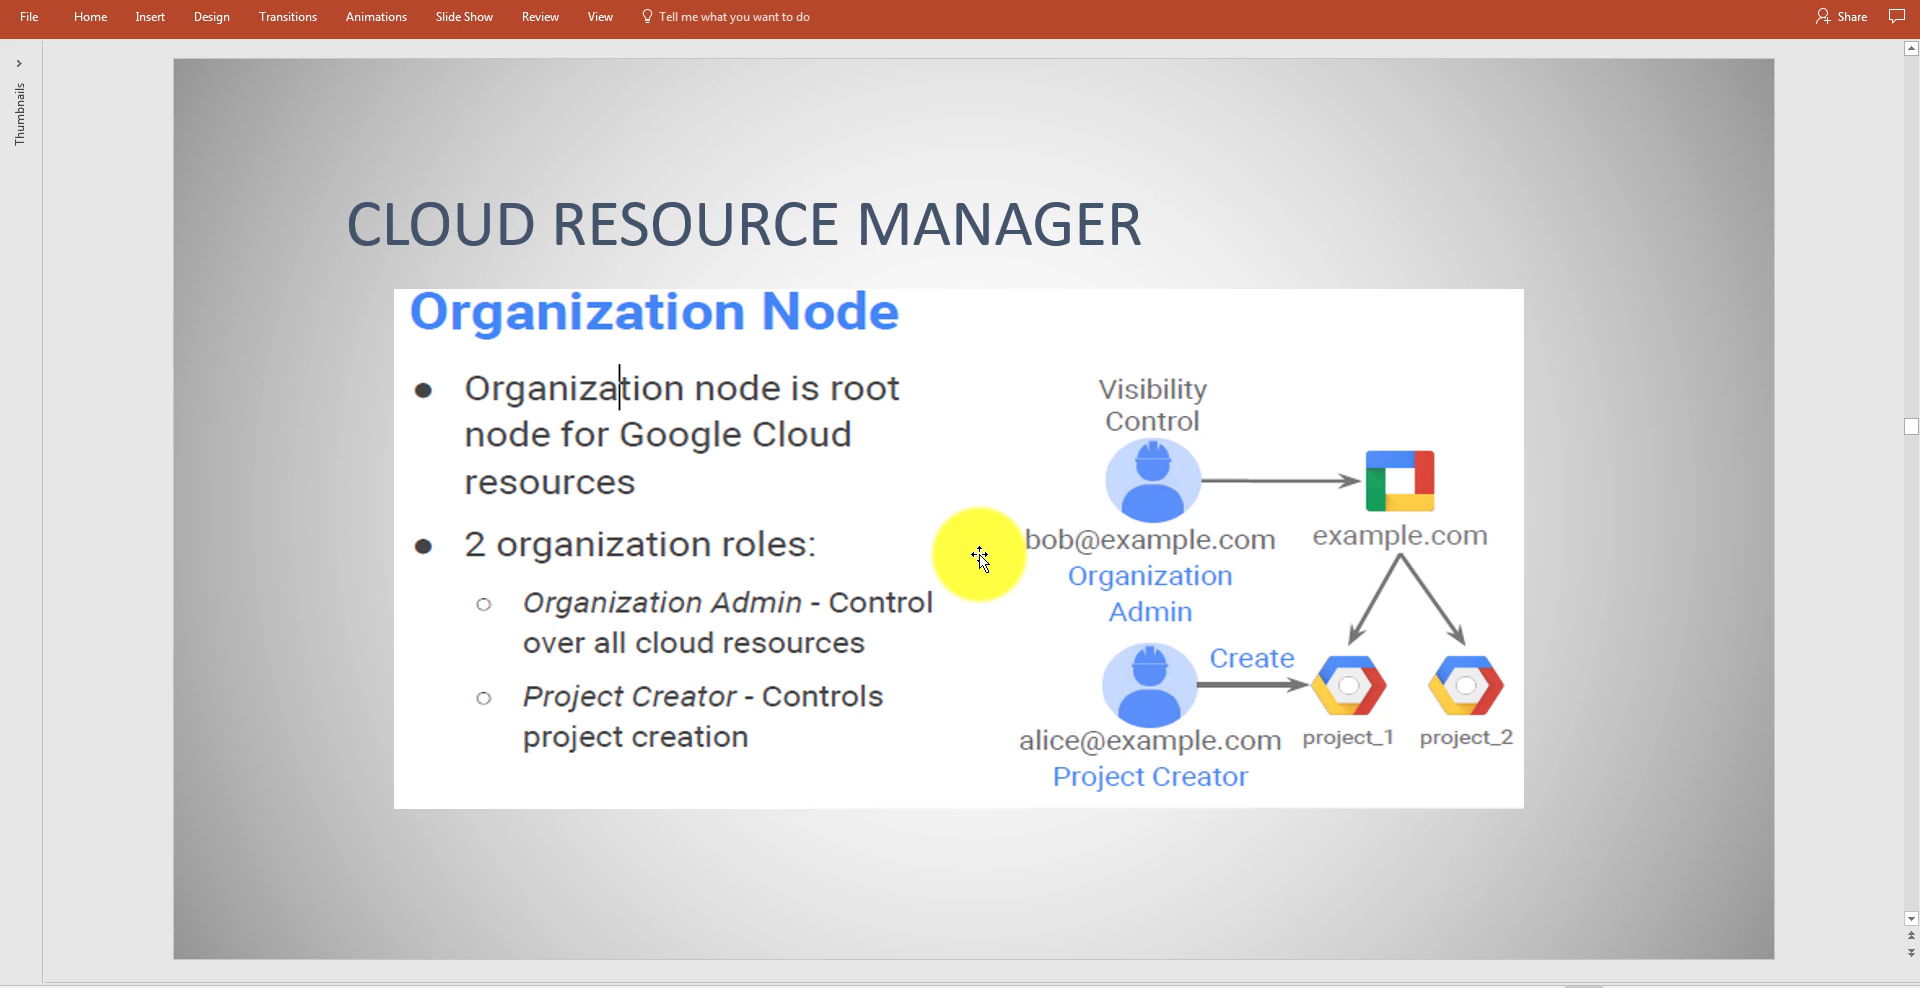 File Home Insert Design Transitions Animations Slide Show Review View Tell me what you want to do Share
Thumbnails
CLOUD RESOURCE MANAGER
Organization Node
● Organization node is root
node for Google Cloud
resources
● 2 organization roles:
○ Organization Admin - Control
over all cloud resources
○ Project Creator - Controls
project creation
Visibility
Control
bob@example.com
Organization
Admin
example.com
Create
alice@example.com
Project Creator
project_1
project_2